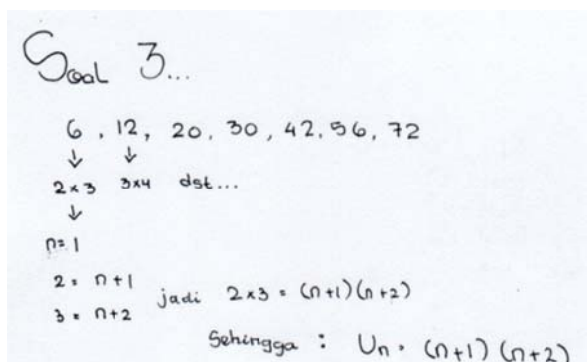 Soal 3...
6, 12, 20, 30, 42, 56, 72
↓ ↓
2×3 3×4 dst...
↓
n=1
2 = n+1
3 = n+2
jadi 2×3 = (n+1)(n+2)
Sehingga : Un = (n+1) (n+2)